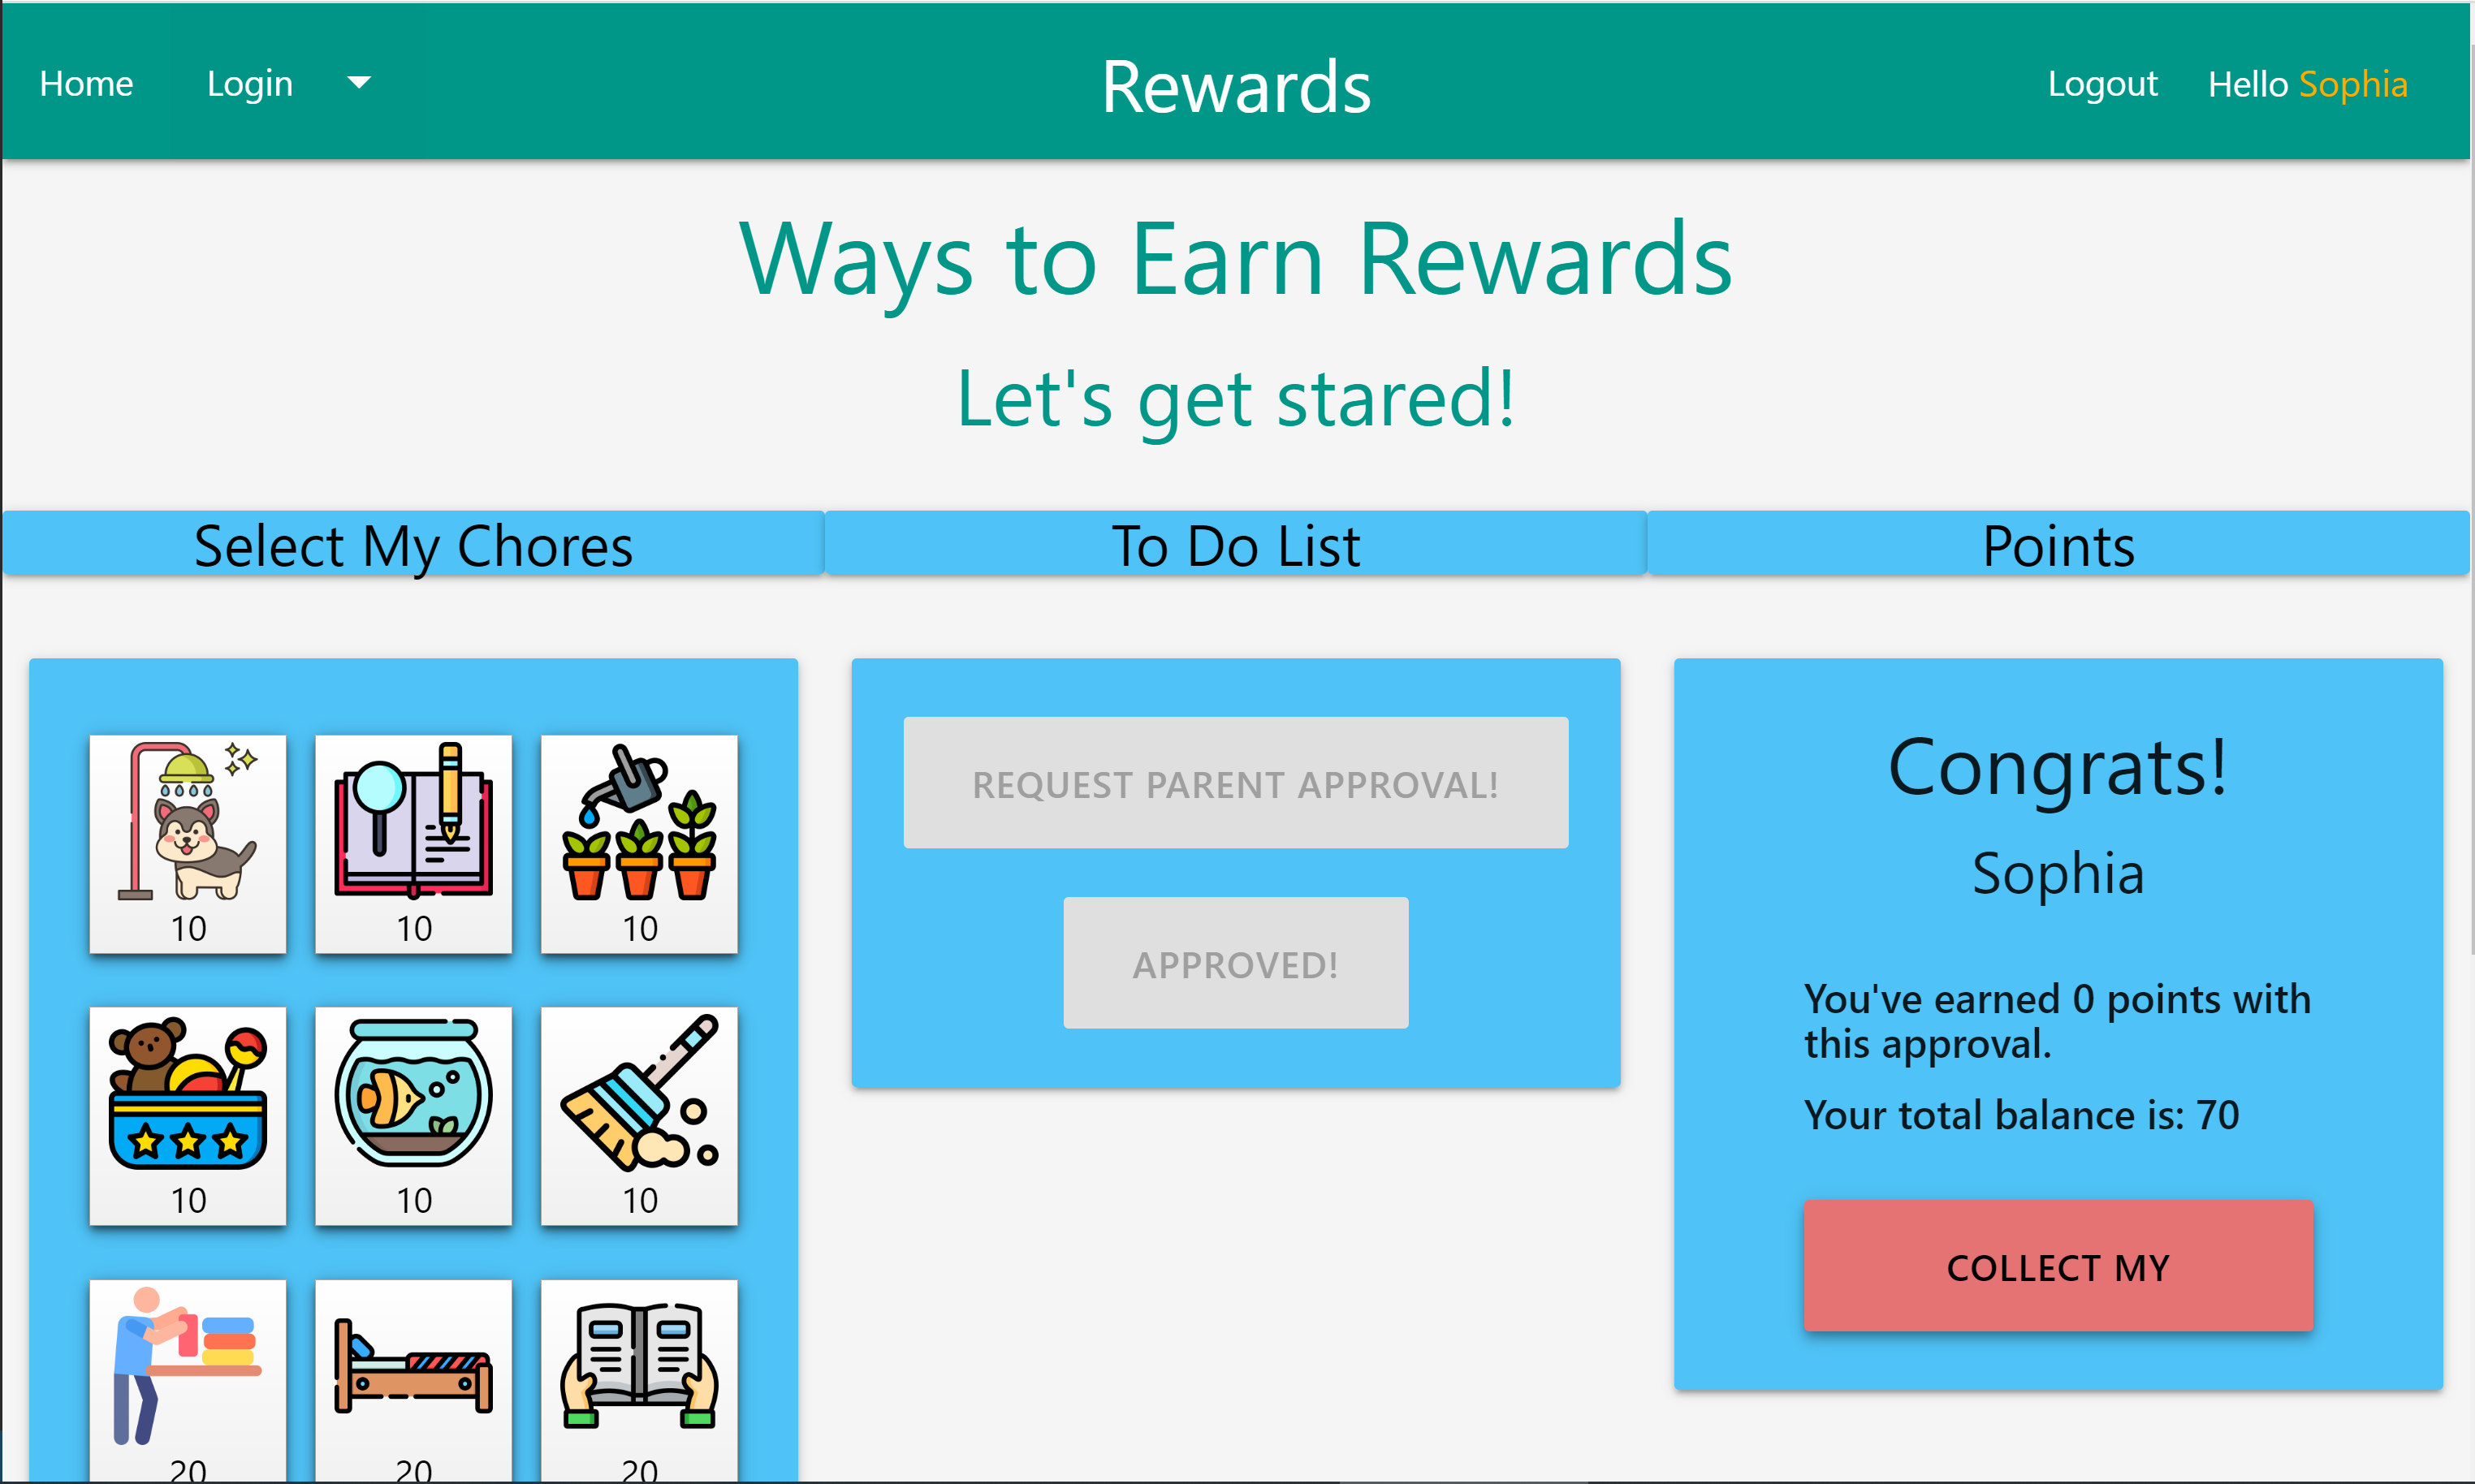 Home Login Rewards Logout Hello Sophia
Ways to Earn Rewards
Let's get stared!
Select My Chores
To Do List
Points
10 10 10
10 10 10
20 20 20
REQUEST PARENT APPROVAL!
APPROVED!
Congrats!
Sophia
You've earned 0 points with
this approval.
Your total balance is: 70
COLLECT MY